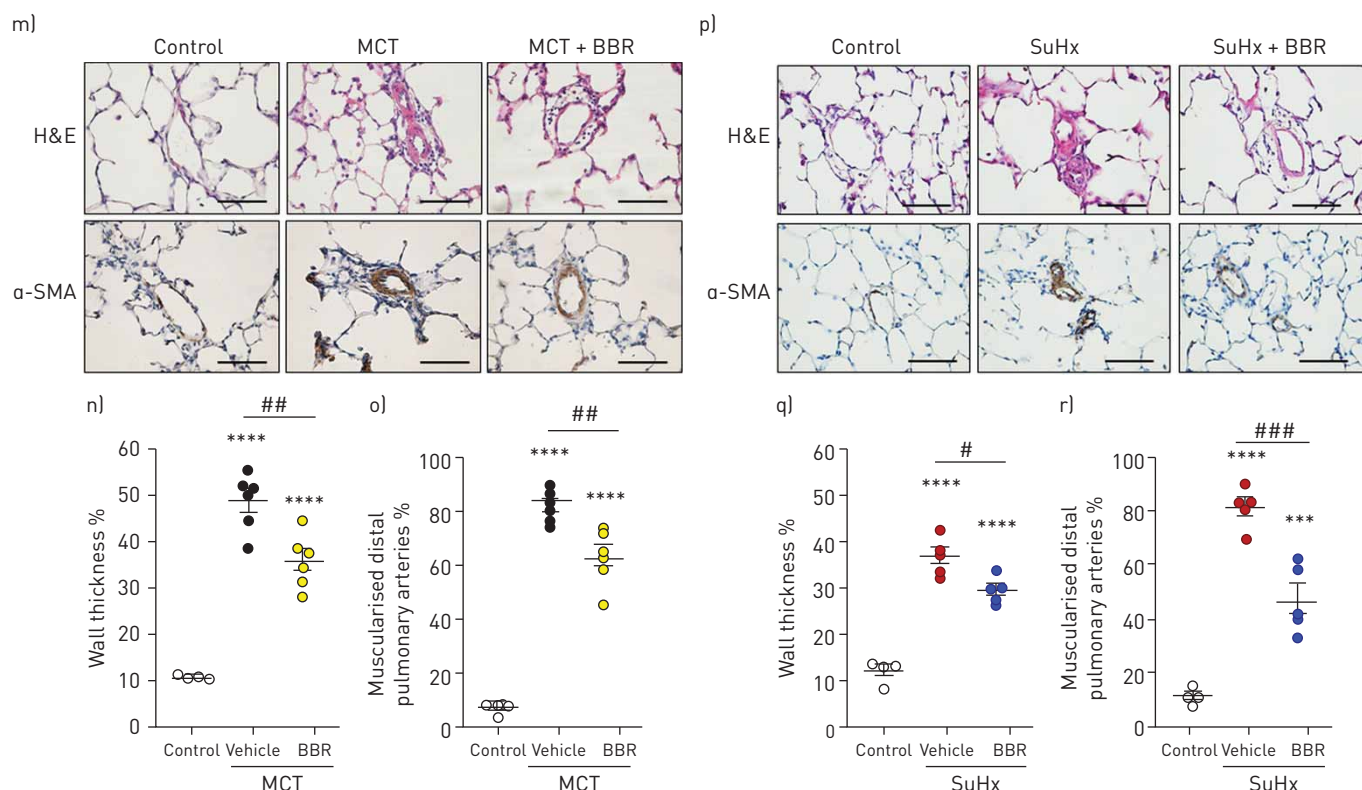 m)
Control MCT MCT + BBR
H&E
α-SMA
p)
Control SuHx SuHx + BBR
H&E
α-SMA
n)
##
****
****
Wall thickness %
60
50
40
30
20
10
0
Control Vehicle BBR
MCT
o)
##
****
****
Muscularised distal
pulmonary arteries %
100
80
60
40
20
0
Control Vehicle BBR
MCT
q)
#
****
****
Wall thickness %
60
50
40
30
20
10
0
Control Vehicle BBR
SuHx
r)
###
****
***
Muscularised distal
pulmonary arteries %
100
80
60
40
20
0
Control Vehicle BBR
SuHx